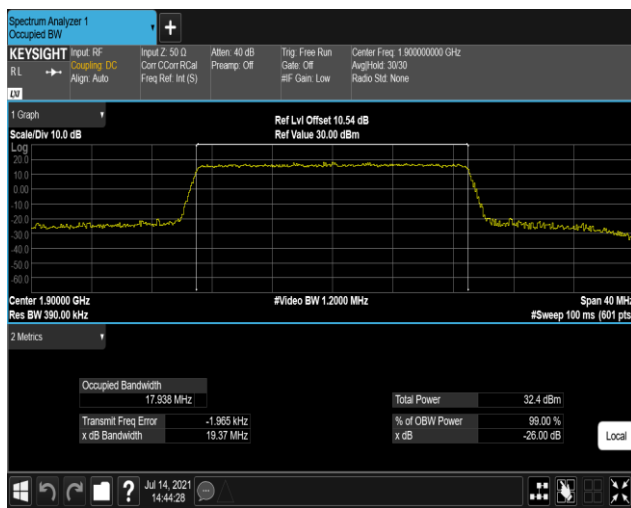 Spectrum Analyzer 1
Occupied BW
+
KEYSIGHT Input: RF Input Z: 50 Ω Atten: 40 dB Trig: Free Run Center Freq: 1.900000000 GHz
RL Coupling: DC Corr CCorr RCal Preamp: Off Gate: Off Avg|Hold: 30/30
Align: Auto Freq Ref: Int (S) #IF Gain: Low Radio Std: None
LXI
1 Graph Ref Lvl Offset 10.54 dB
Scale/Div 10.0 dB Ref Value 30.00 dBm
Log
20.0
10.0
0.00
-10.0
-20.0
-30.0
-40.0
-50.0
-60.0
Center 1.90000 GHz #Video BW 1.2000 MHz Span 40 MHz
Res BW 390.00 kHz #Sweep 100 ms (601 pts
2 Metrics
Occupied Bandwidth
17.938 MHz Total Power 32.4 dBm
Transmit Freq Error -1.965 kHz % of OBW Power 99.00 %
x dB Bandwidth 19.37 MHz x dB -26.00 dB
Local
? Jul 14, 2021
14:44:28